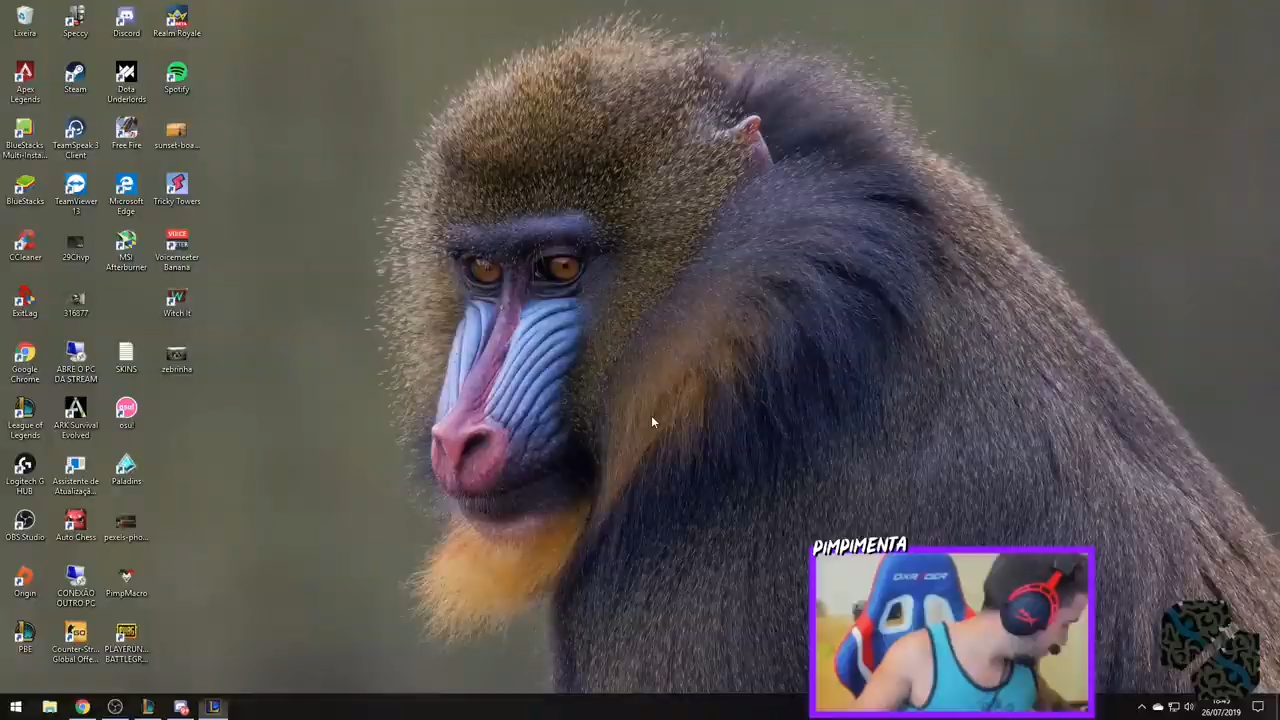 Lixeira
Speccy
Discord
Realm Royale
Apex
Legends
Steam
Dota
Underlords
Spotify
BlueStacks
Multi-Insta...
TeamSpeak 3
Client
Free Fire
sunset-boa...
BlueStacks
TeamViewer
13
Microsoft
Edge
Tricky Towers
CCleaner
29Chvp
MSI
Afterburner
VOICE
Voicemeeter
Banana
ExitLag
316877
Witch It
Google
Chrome
ABRE O PC
DA STREAM
SKINS
zebrinha
League of
Legends
ARK Survival
Evolved
osu!
osu!
Logitech G
HUB
Assistente de
Atualizaçã...
Paladins
OBS Studio
Auto Chess
pexels-pho...
Origin
CONEXÃO
OUTRO PC
PimpMacro
PBE
Counter-Str...
Global Offe...
PLAYERUN...
BATTLEGR...
PIMPIMENTA
DXRACER
26/07/2019